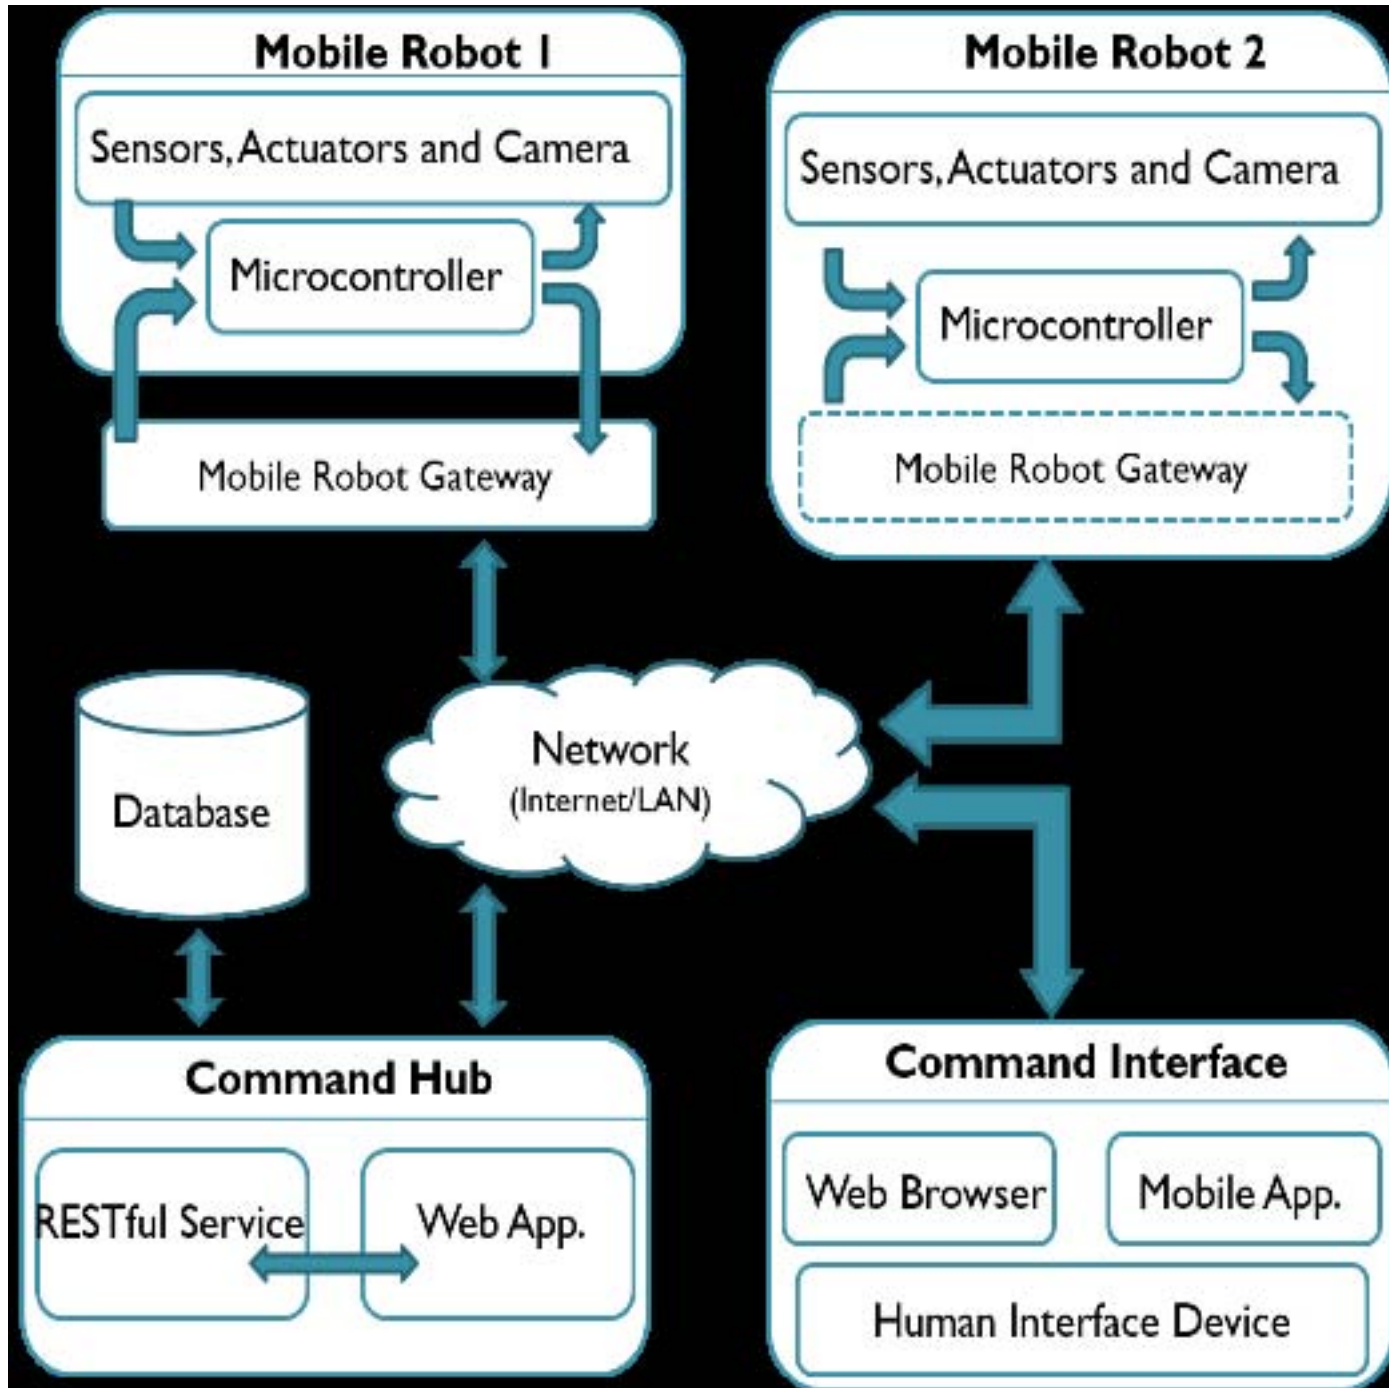 Mobile Robot 1
Sensors, Actuators and Camera
Microcontroller
Mobile Robot Gateway
Mobile Robot 2
Sensors, Actuators and Camera
Microcontroller
Mobile Robot Gateway
Database
Network
(Internet/LAN)
Command Hub
RESTful Service
Web App.
Command Interface
Web Browser
Mobile App.
Human Interface Device